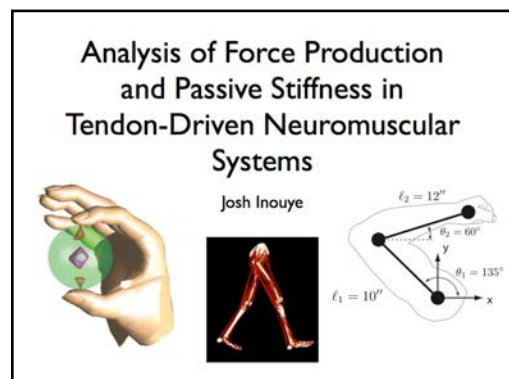 Analysis of Force Production
and Passive Stiffness in
Tendon-Driven Neuromuscular
Systems
Josh Inouye
ℓ₂ = 12″
θ₂ = 60°
y
θ₁ = 135°
x
ℓ₁ = 10″